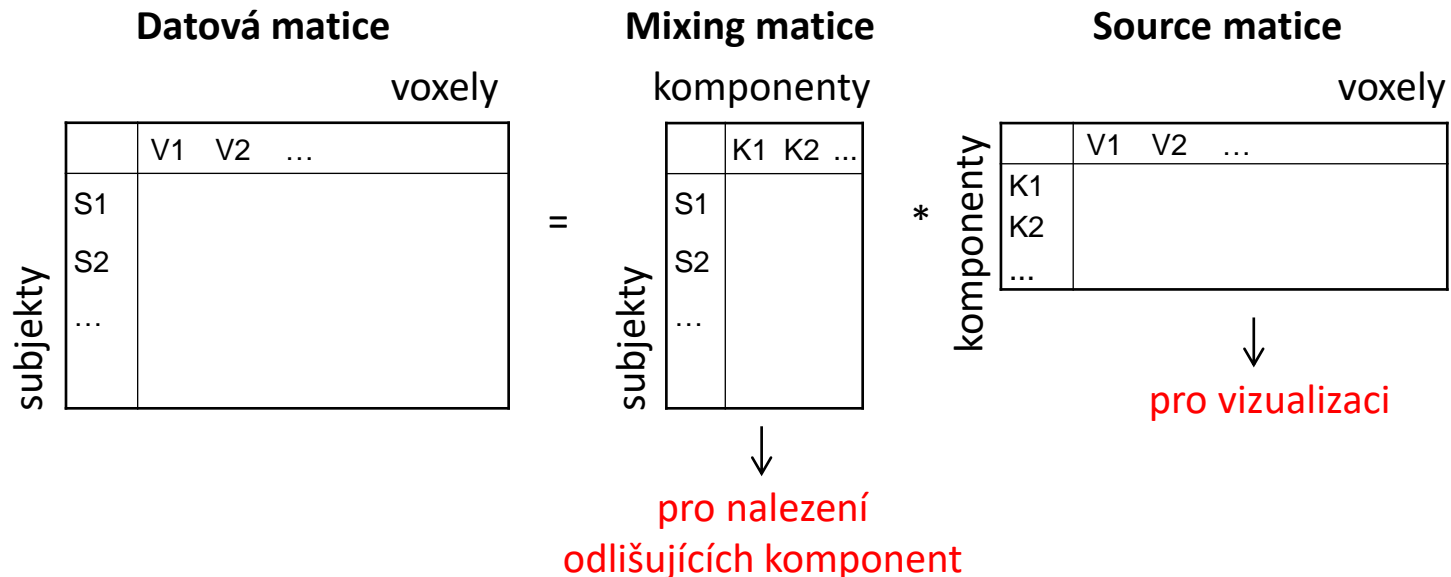 Datová matice
voxely
V1 V2 …
S1
S2
…
subjekty
=
Mixing matice
komponenty
K1 K2 ...
S1
S2
…
subjekty
*
Source matice
voxely
V1 V2 …
K1
K2
...
komponenty
pro vizualizaci
pro nalezení
odlišujících komponent